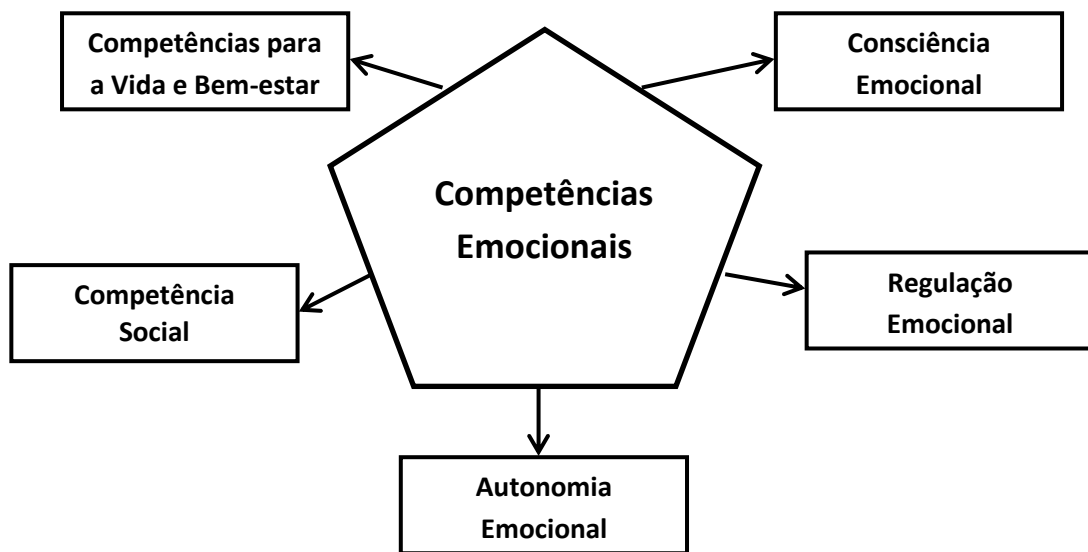 Competências para
a Vida e Bem-estar
Consciência
Emocional
Competências
Emocionais
Competência
Social
Regulação
Emocional
Autonomia
Emocional